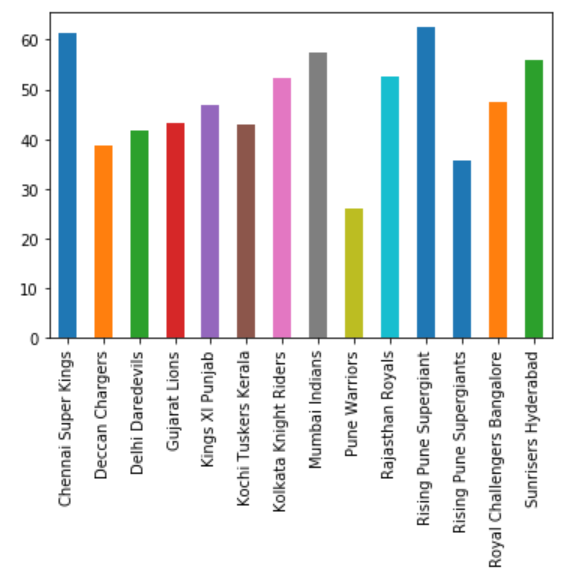 60
50
40
30
20
10
0
Chennai Super Kings
Deccan Chargers
Delhi Daredevils
Gujarat Lions
Kings XI Punjab
Kochi Tuskers Kerala
Kolkata Knight Riders
Mumbai Indians
Pune Warriors
Rajasthan Royals
Rising Pune Supergiant
Rising Pune Supergiants
Royal Challengers Bangalore
Sunrisers Hyderabad